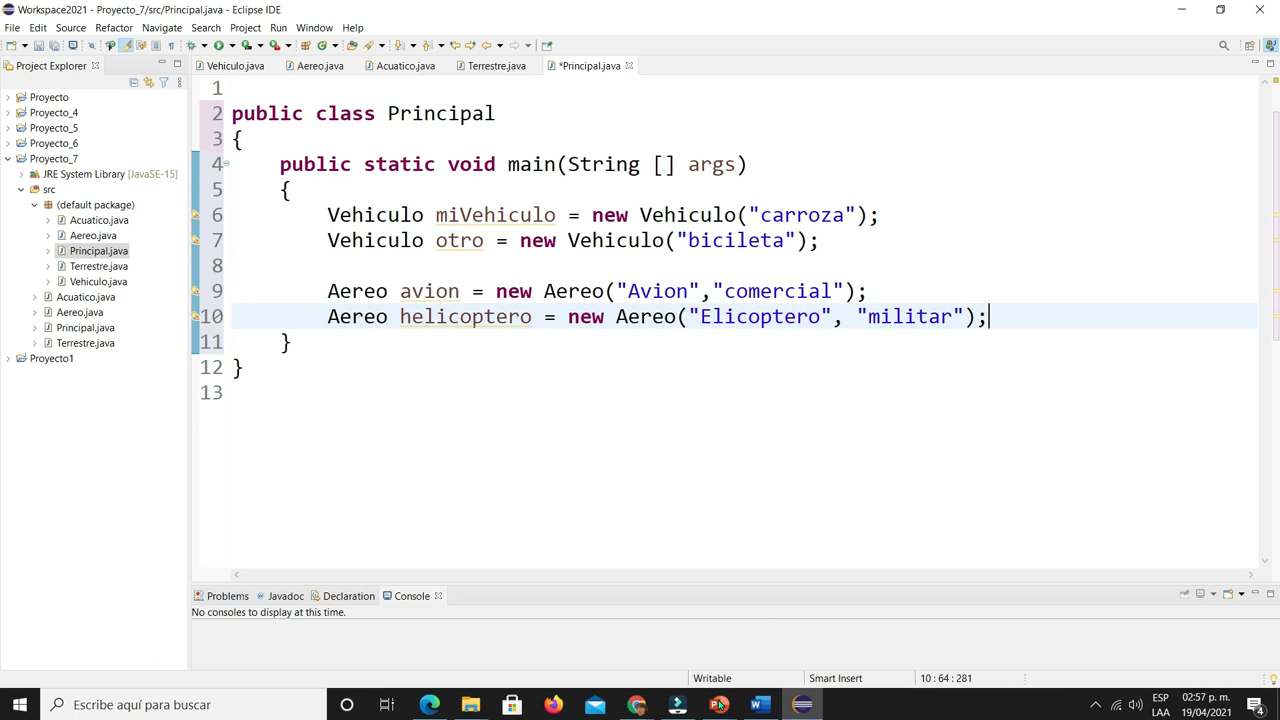 Workspace2021 - Proyecto_7/src/Principal.java - Eclipse IDE
File Edit Source Refactor Navigate Search Project Run Window Help
Project Explorer
Vehiculo.java Aereo.java Acuatico.java Terrestre.java *Principal.java
Proyecto
Proyecto_4
Proyecto_5
Proyecto_6
Proyecto_7
JRE System Library [JavaSE-15]
src
(default package)
Acuatico.java
Aereo.java
Principal.java
Terrestre.java
Vehiculo.java
Acuatico.java
Aereo.java
Principal.java
Terrestre.java
Proyecto1
1
2 public class Principal
3 {
4 public static void main(String [] args)
5 {
6 Vehiculo miVehiculo = new Vehiculo("carroza");
7 Vehiculo otro = new Vehiculo("bicileta");
8
9 Aereo avion = new Aereo("Avion","comercial");
10 Aereo helicoptero = new Aereo("Elicoptero", "militar");
11 }
12 }
13
Problems Javadoc Declaration Console
No consoles to display at this time.
Writable Smart Insert 10 : 64 : 281
Escribe aquí para buscar
ESP 02:57 p. m.
LAA 19/04/2021
4